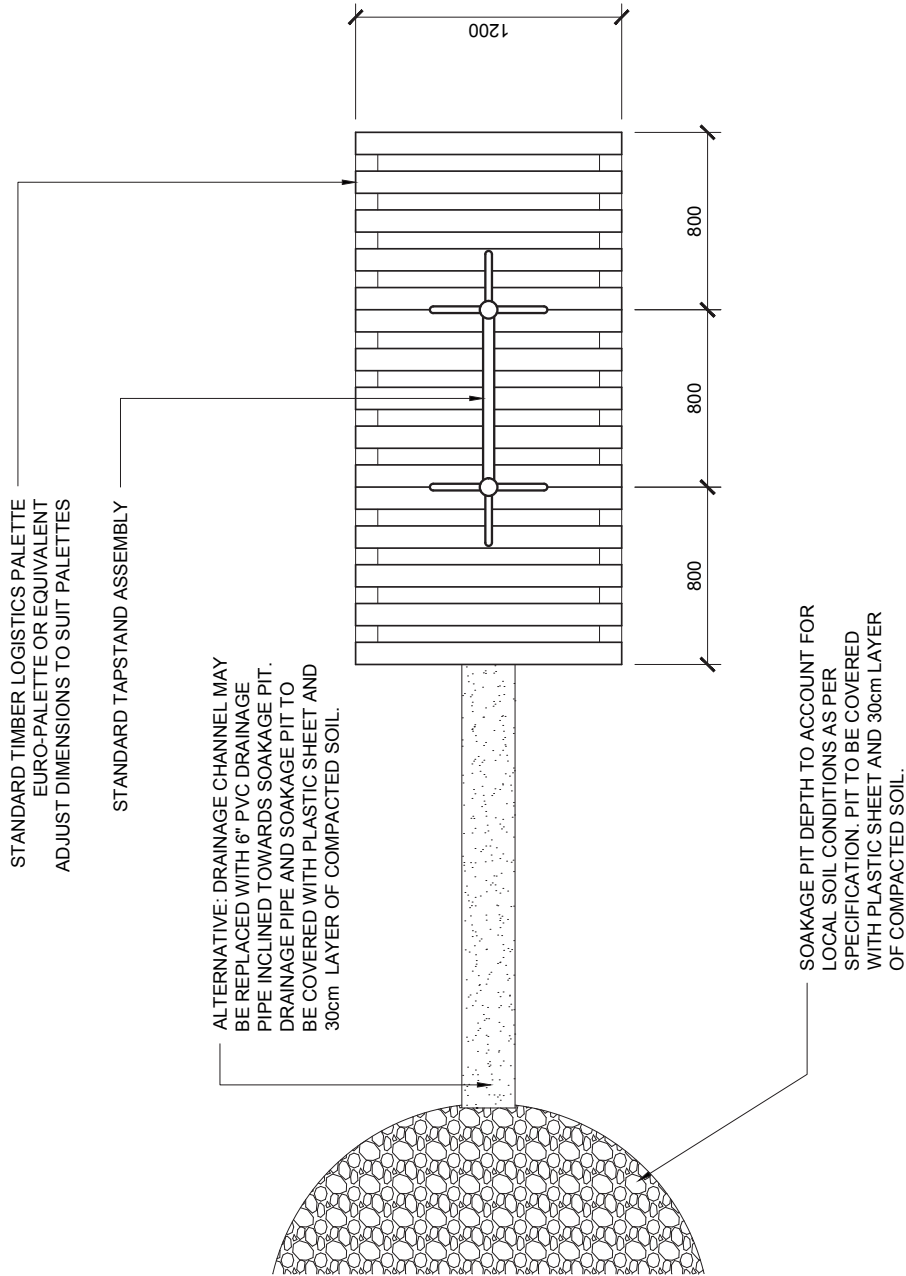 STANDARD TIMBER LOGISTICS PALETTE
EURO-PALETTE OR EQUIVALENT
ADJUST DIMENSIONS TO SUIT PALETTES
STANDARD TAPSTAND ASSEMBLY
ALTERNATIVE: DRAINAGE CHANNEL MAY
BE REPLACED WITH 6" PVC DRAINAGE
PIPE INCLINED TOWARDS SOAKAGE PIT.
DRAINAGE PIPE AND SOAKAGE PIT TO
BE COVERED WITH PLASTIC SHEET AND
30cm LAYER OF COMPACTED SOIL.
1200
800
800
800
SOAKAGE PIT DEPTH TO ACCOUNT FOR
LOCAL SOIL CONDITIONS AS PER
SPECIFICATION. PIT TO BE COVERED
WITH PLASTIC SHEET AND 30cm LAYER
OF COMPACTED SOIL.